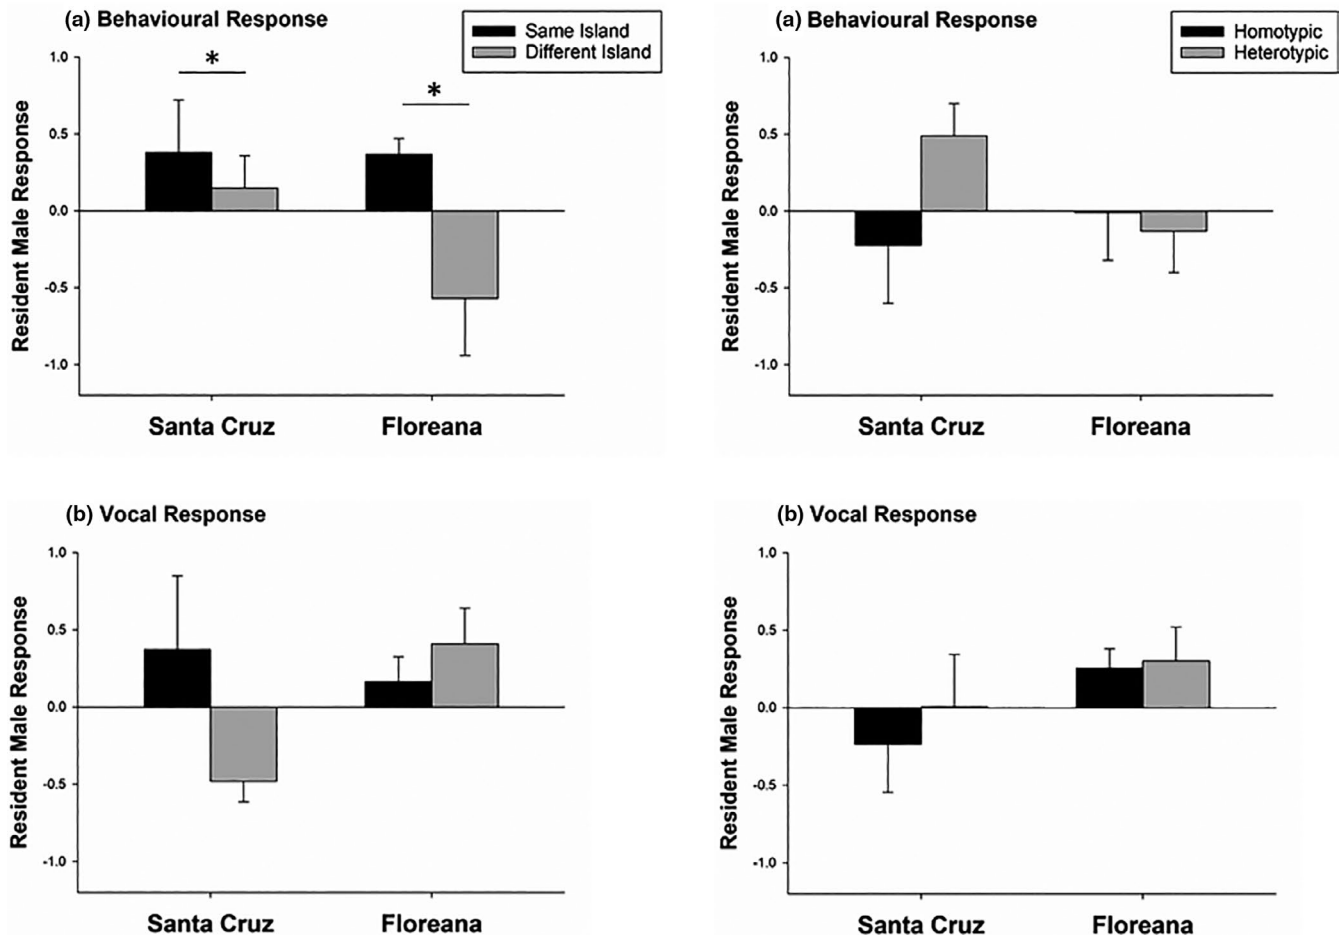 (a) Behavioural Response
Same Island
Different Island
Resident Male Response
1.0
0.5
0.0
-0.5
-1.0
*
*
Santa Cruz
Floreana
(a) Behavioural Response
Homotypic
Heterotypic
Resident Male Response
1.0
0.5
0.0
-0.5
-1.0
Santa Cruz
Floreana
(b) Vocal Response
Resident Male Response
1.0
0.5
0.0
-0.5
-1.0
Santa Cruz
Floreana
(b) Vocal Response
Resident Male Response
1.0
0.5
0.0
-0.5
-1.0
Santa Cruz
Floreana